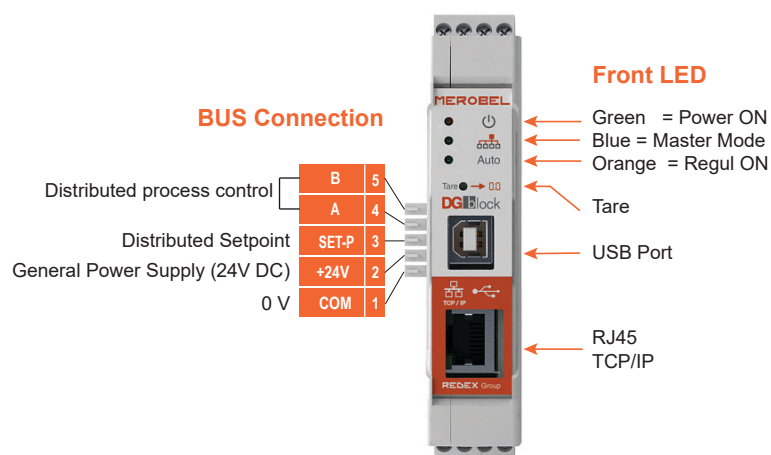 BUS Connection
B 5
Distributed process control
A 4
Distributed Setpoint SET-P 3
General Power Supply (24V DC) +24V 2
0 V COM 1
MEROBEL
Auto
Tare → 0.0
DG block
TCP / IP
REDEX Group
Front LED
Green = Power ON
Blue = Master Mode
Orange = Regul ON
Tare
USB Port
RJ45
TCP/IP